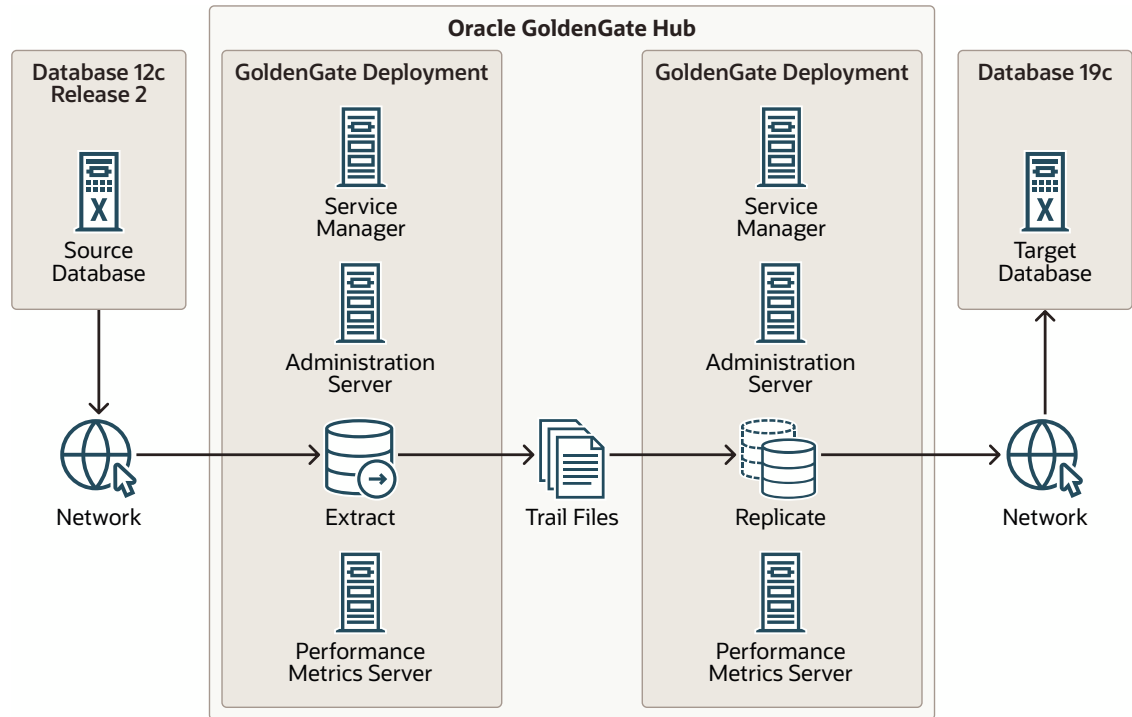 Oracle GoldenGate Hub
Database 12c
Release 2
Source
Database
Network
GoldenGate Deployment
Service
Manager
Administration
Server
Extract
Performance
Metrics Server
Trail Files
GoldenGate Deployment
Service
Manager
Administration
Server
Replicate
Performance
Metrics Server
Database 19c
X
Target
Database
Network